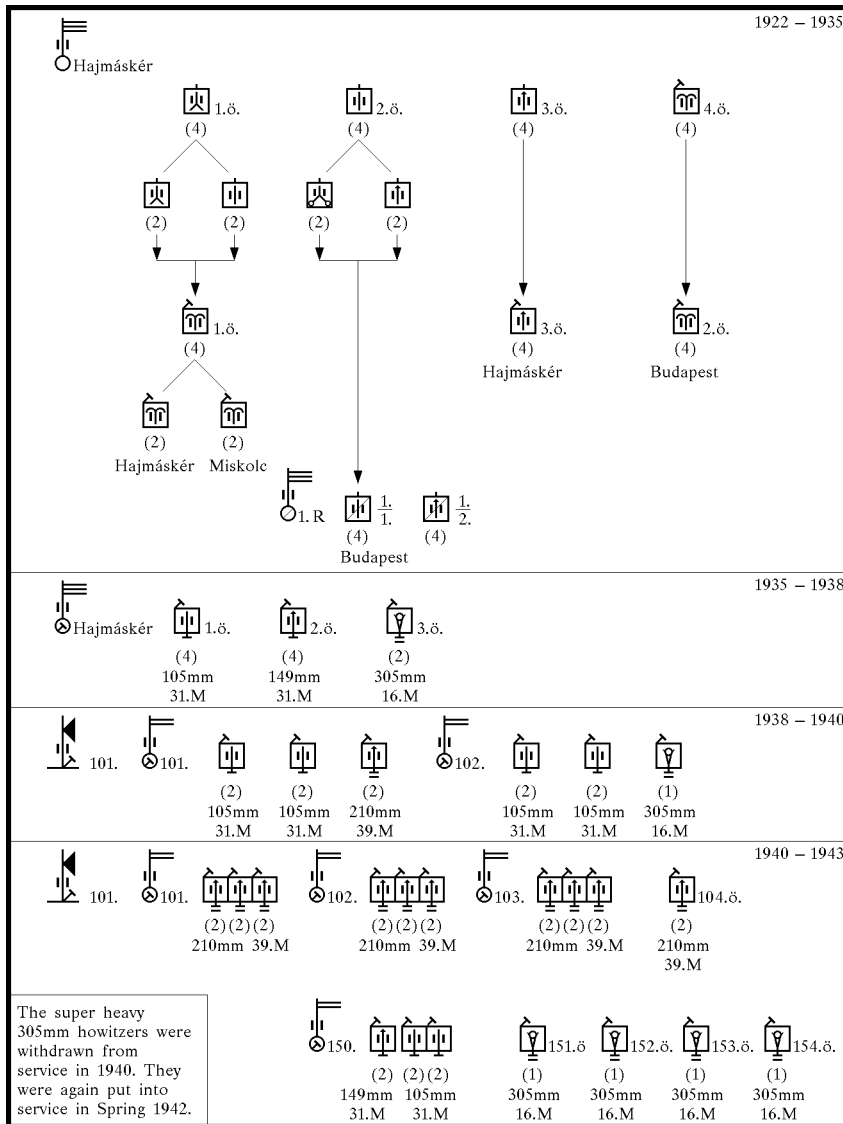 1922 – 1935
Hajmáskér
1.ö. 2.ö. 3.ö. 4.ö.
(4) (4) (4) (4)
(2) (2) (2) (2)
1.ö. 3.ö. 2.ö.
(4) (4) (4)
Hajmáskér Budapest
(2) (2)
Hajmáskér Miskolc
1. R 1. 1.
1. 2.
(4) (4)
Budapest
1935 – 1938
Hajmáskér 1.ö. 2.ö. 3.ö.
(4) (4) (2)
105mm 149mm 305mm
31.M 31.M 16.M
1938 – 1940
101. 101. 102.
(2) (2) (2) (2) (2) (1)
105mm 105mm 210mm 105mm 105mm 305mm
31.M 31.M 39.M 31.M 31.M 16.M
1940 – 1943
101. 101. 102. 103. 104.ö.
(2) (2) (2) (2) (2) (2) (2) (2) (2) (2)
210mm 39.M 210mm 39.M 210mm 39.M 210mm
39.M
The super heavy
305mm howitzers were
withdrawn from
service in 1940. They
were again put into
service in Spring 1942.
150. 151.ö 152.ö. 153.ö. 154.ö.
(2) (2) (2) (1) (1) (1) (1)
149mm 105mm 305mm 305mm 305mm 305mm
31.M 31.M 16.M 16.M 16.M 16.M